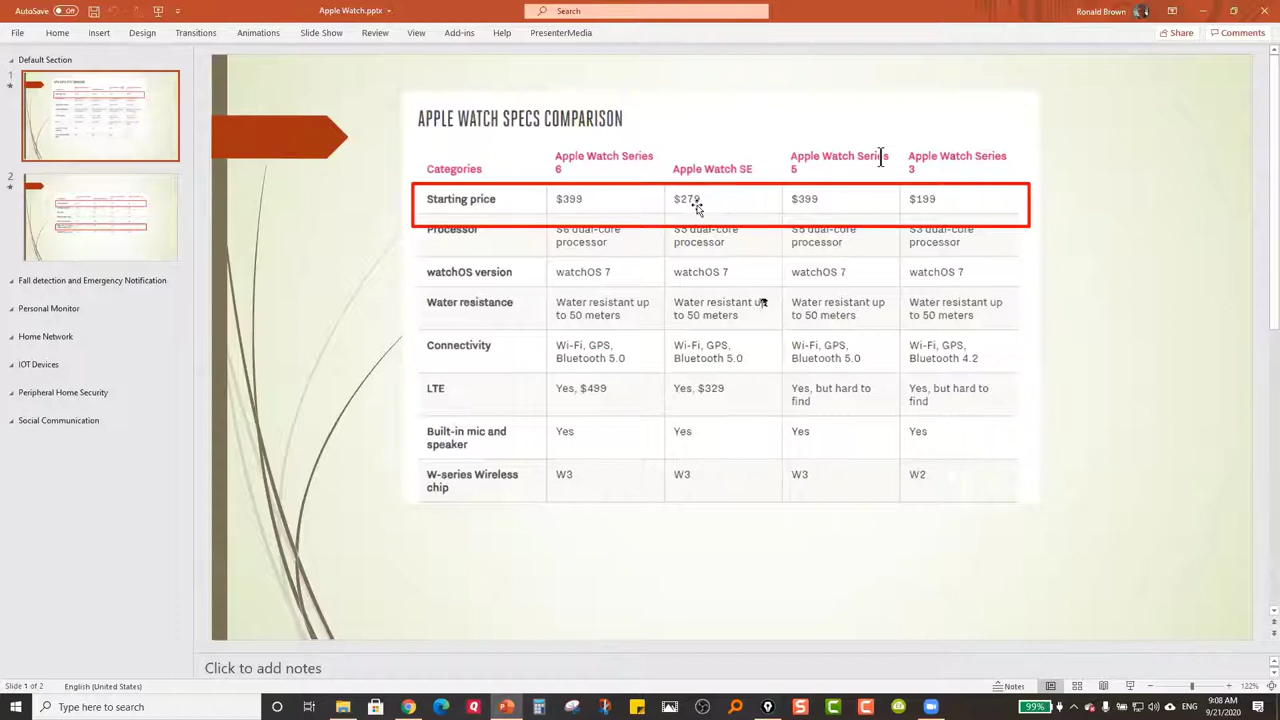 AutoSave
Off
Apple Watch.pptx
Search
Ronald Brown
File Home Insert Design Transitions Animations Slide Show Review View Add-ins Help PresenterMedia
Share Comments
Default Section
1
2
Fall detection and Emergency Notification
Personal Monitor
Home Network
IOT Devices
Peripheral Home Security
Social Communication
APPLE WATCH SPECS COMPARISON
Categories Apple Watch Series 6 Apple Watch SE Apple Watch Series 5 Apple Watch Series 3
Starting price $399 $279 $399 $199
Processor S6 dual-core S5 dual-core S5 dual-core S3 dual-core
processor processor processor processor
watchOS version watchOS 7 watchOS 7 watchOS 7 watchOS 7
Water resistance Water resistant up Water resistant up Water resistant up Water resistant up
to 50 meters to 50 meters to 50 meters to 50 meters
Connectivity Wi-Fi, GPS, Wi-Fi, GPS, Wi-Fi, GPS, Wi-Fi, GPS,
Bluetooth 5.0 Bluetooth 5.0 Bluetooth 5.0 Bluetooth 4.2
LTE Yes, $499 Yes, $329 Yes, but hard to Yes, but hard to
find find
Built-in mic and Yes Yes Yes Yes
speaker
W-series Wireless W3 W3 W3 W2
chip
Click to add notes
Slide 1 of 2 English (United States) Notes 122%
Type here to search
99%
9:08 AM
9/21/2020